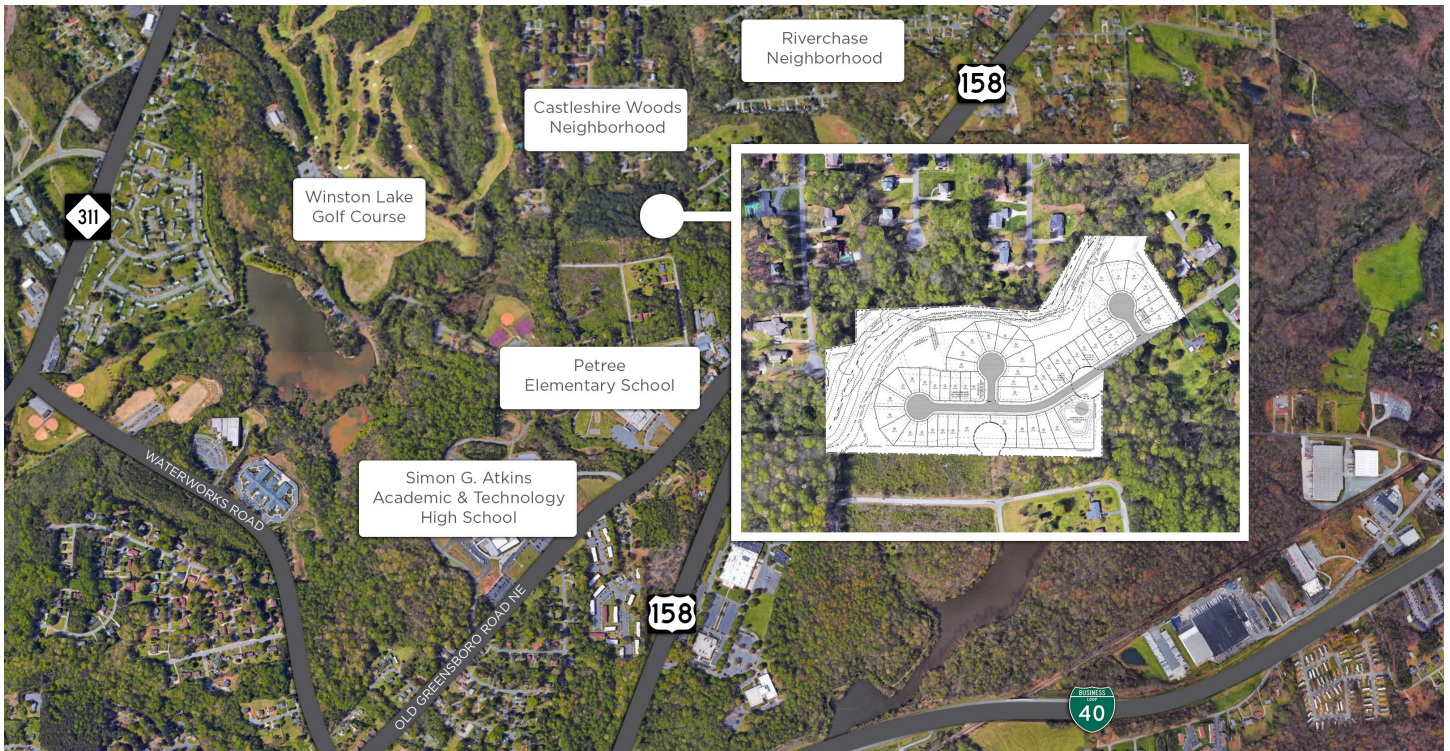 Riverchase
Neighborhood
158
Castleshire Woods
Neighborhood
Winston Lake
Golf Course
311
Petree
Elementary School
Simon G. Atkins
Academic & Technology
High School
WATERWORKS ROAD
OLD GREENSBORO ROAD NE
158
BUSINESS
LOOP
40